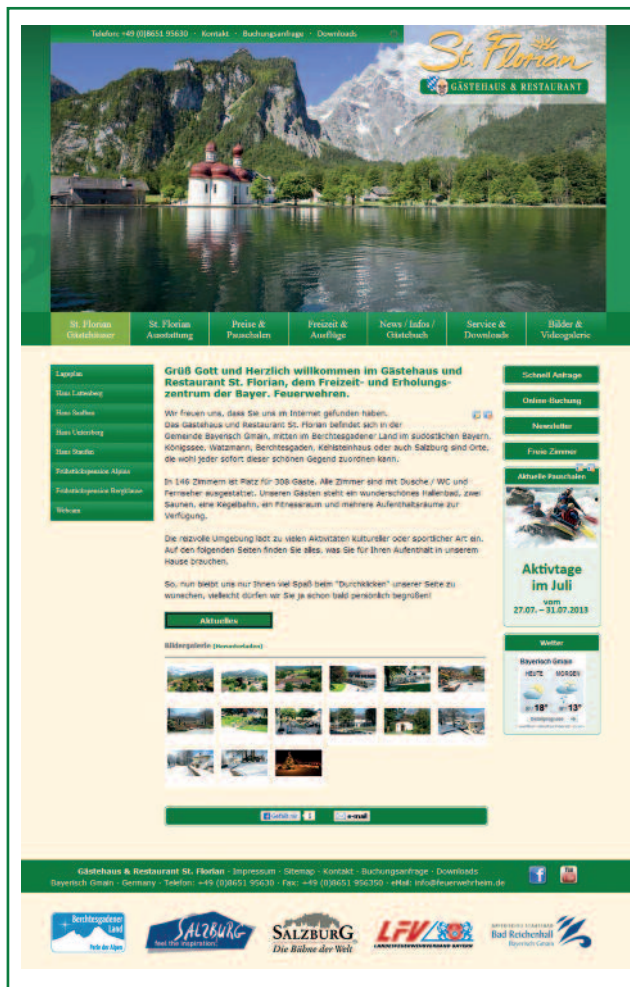 Telefon: +49 (0)8651 95630 · Kontakt · Buchungsanfrage · Downloads
St. Florian
GÄSTEHAUS & RESTAURANT
St. Florian
Gästehäuser
St. Florian
Ausstattung
Preise &
Pauschalen
Freizeit &
Ausflüge
News / Infos /
Gästebuch
Service &
Downloads
Bilder &
Videogalerie
Lageplan
Haus Lattenberg
Haus Staufen
Haus Untersberg
Haus
Frühstückspension Alpina
Frühstückspension Bergklause
Webcam
Grüß Gott und Herzlich willkommen im Gästehaus und
Restaurant St. Florian, dem Freizeit- und Erholungs-
zentrum der Bayer. Feuerwehren.
Wir freuen uns, dass Sie uns im Internet gefunden haben.
Das Gästehaus und Restaurant St. Florian befindet sich in der
Gemeinde Bayerisch Gmain, mitten im Berchtesgadener Land im südöstlichen Bayern.
Königssee, Watzmann, Berchtesgaden, Kehlsteinhaus oder auch Salzburg sind Orte,
die wohl jeder sofort dieser schönen Gegend zuordnen kann.
In 146 Zimmern ist Platz für 308 Gäste. Alle Zimmer sind mit Dusche / WC und
Fernseher ausgestattet. Unseren Gästen steht ein wunderschönes Hallenbad, zwei
Saunen, eine Kegelbahn, ein Fitnessraum und mehrere Aufenthaltsräume zur
Verfügung.
Die reizvolle Umgebung lädt zu vielen Aktivitäten kultureller oder sportlicher Art ein.
Auf den folgenden Seiten finden Sie alles, was Sie für Ihren Aufenthalt in unserem
Hause brauchen.
So, nun bleibt uns nur Ihnen viel Spaß beim "Durchklicken" unserer Seite zu
wünschen, vielleicht dürfen wir Sie ja schon bald persönlich begrüßen!
Aktuelles
Bildergalerie (Herunterladen)
Gefällt mir 1 e-mail
Schnell Anfrage
Online-Buchung
Newsletter
Freie Zimmer
Aktuelle Pauschalen
Aktivtage
im Juli
vom
27.07. – 31.07.2013
Wetter
Bayerisch Gmain
HEUTE MORGEN
18° 13°
Gästehaus & Restaurant St. Florian · Impressum · Sitemap · Kontakt · Buchungsanfrage · Downloads
Bayerisch Gmain · Germany · Telefon: +49 (0)8651 95630 · Fax: +49 (0)8651 956350 · eMail: info@feuerwehrheim.de
f
You
Berchtesgadener
Land
Perle der Alpen
SALZBURG
feel the inspiration!
SALZBURG
Die Bühne der Welt
LFV
LANDESFEUERWEHRVERBAND BAYERN
BAYERISCHES STAATSBAD
Bad Reichenhall
Bayerisch Gmain